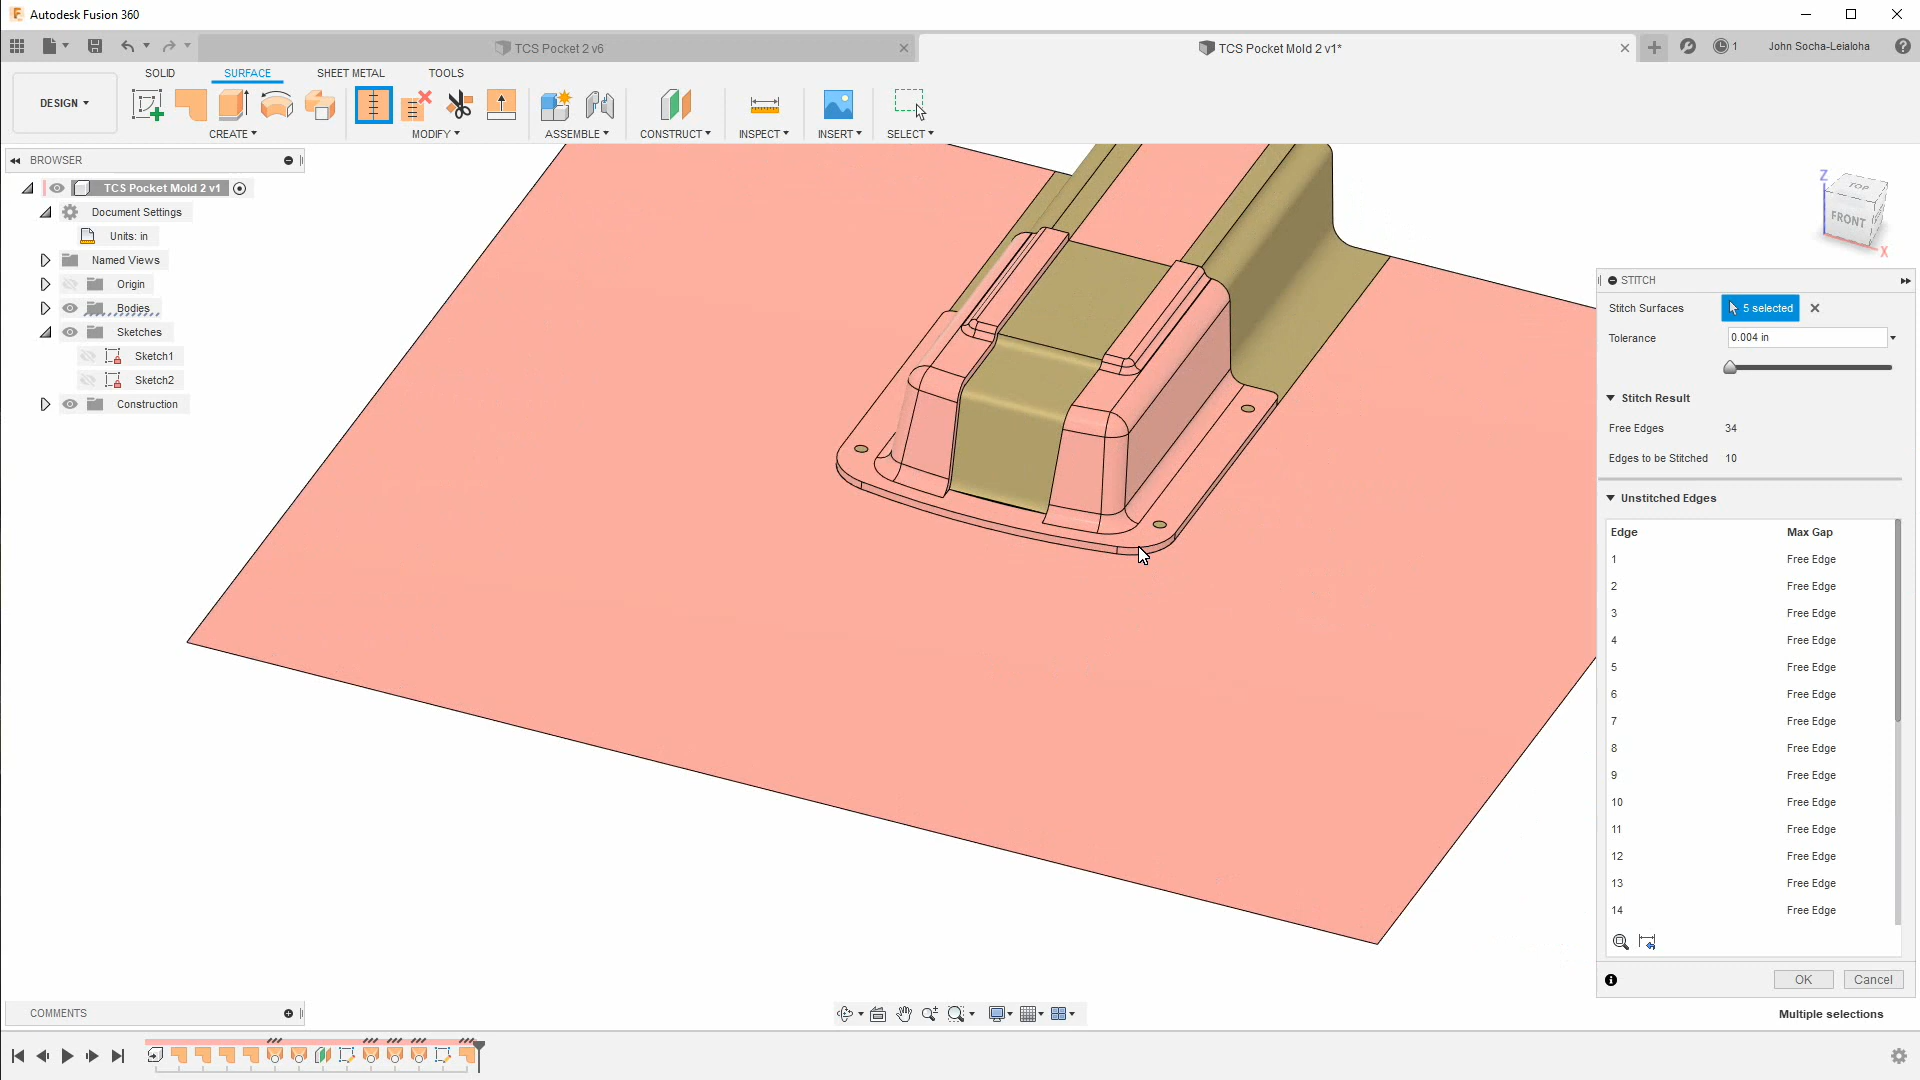 Autodesk Fusion 360
TCS Pocket 2 v6
TCS Pocket Mold 2 v1*
1
John Socha-Leialoha
SOLID
SURFACE
SHEET METAL
TOOLS
DESIGN
CREATE
MODIFY
ASSEMBLE
CONSTRUCT
INSPECT
INSERT
SELECT
BROWSER
TCS Pocket Mold 2 v1
Document Settings
Units: in
Named Views
Origin
Bodies
Sketches
Sketch1
Sketch2
Construction
Z
TOP
FRONT
X
STITCH
Stitch Surfaces
5 selected
Tolerance
0.004 in
Stitch Result
Free Edges 34
Edges to be Stitched 10
Unstitched Edges
Edge Max Gap
1 Free Edge
2 Free Edge
3 Free Edge
4 Free Edge
5 Free Edge
6 Free Edge
7 Free Edge
8 Free Edge
9 Free Edge
10 Free Edge
11 Free Edge
12 Free Edge
13 Free Edge
14 Free Edge
OK
Cancel
COMMENTS
Multiple selections